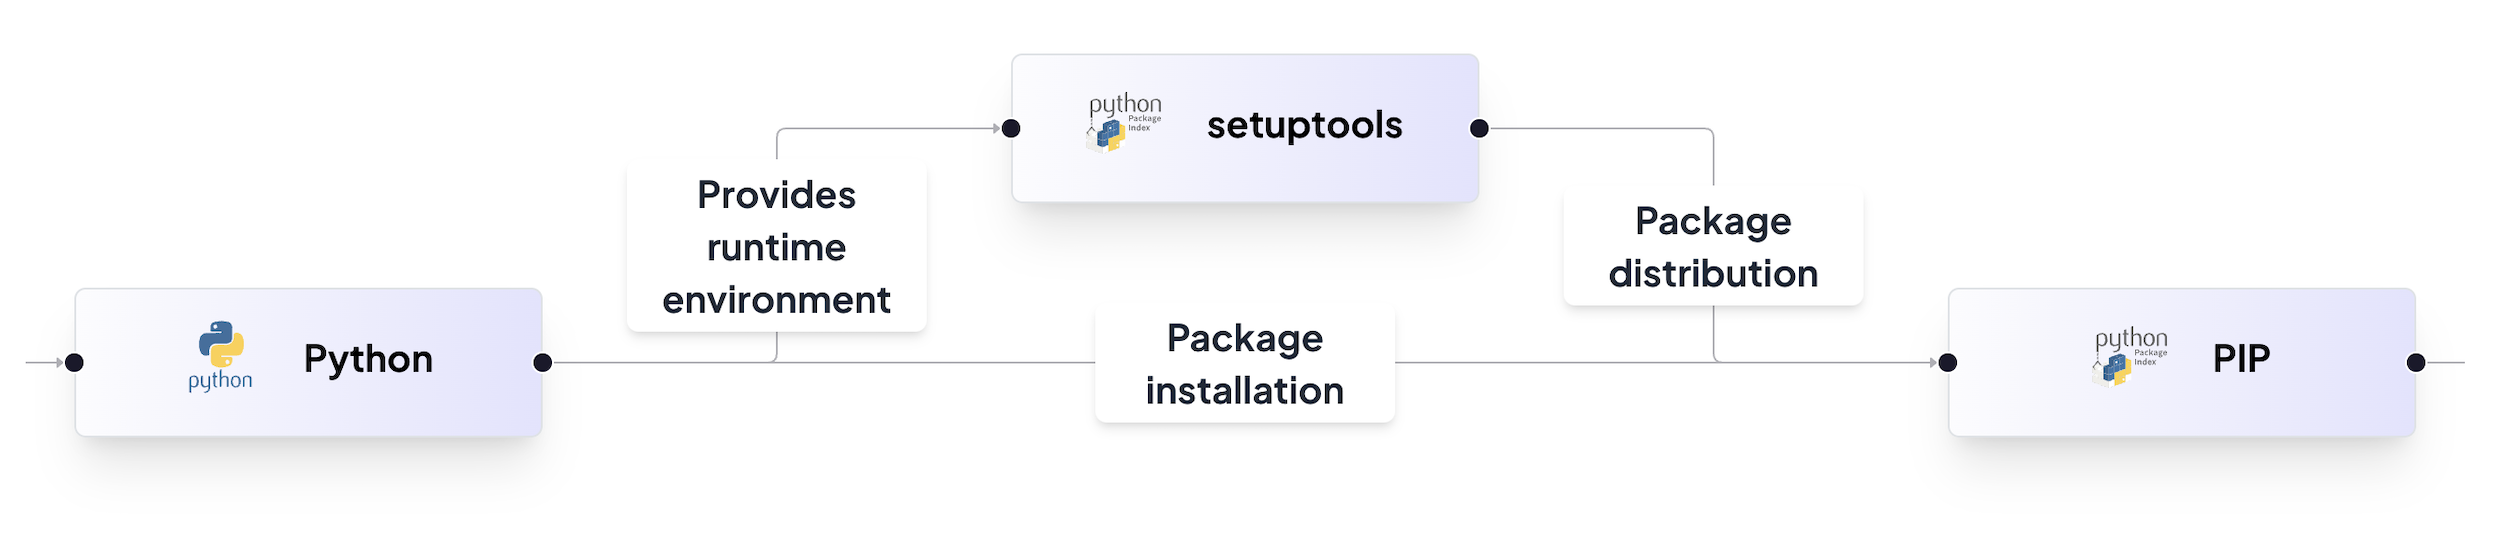 python
Package
Index
setuptools
Provides
runtime
environment
Package
distribution
python
Python
Package
installation
python
Package
Index
PIP